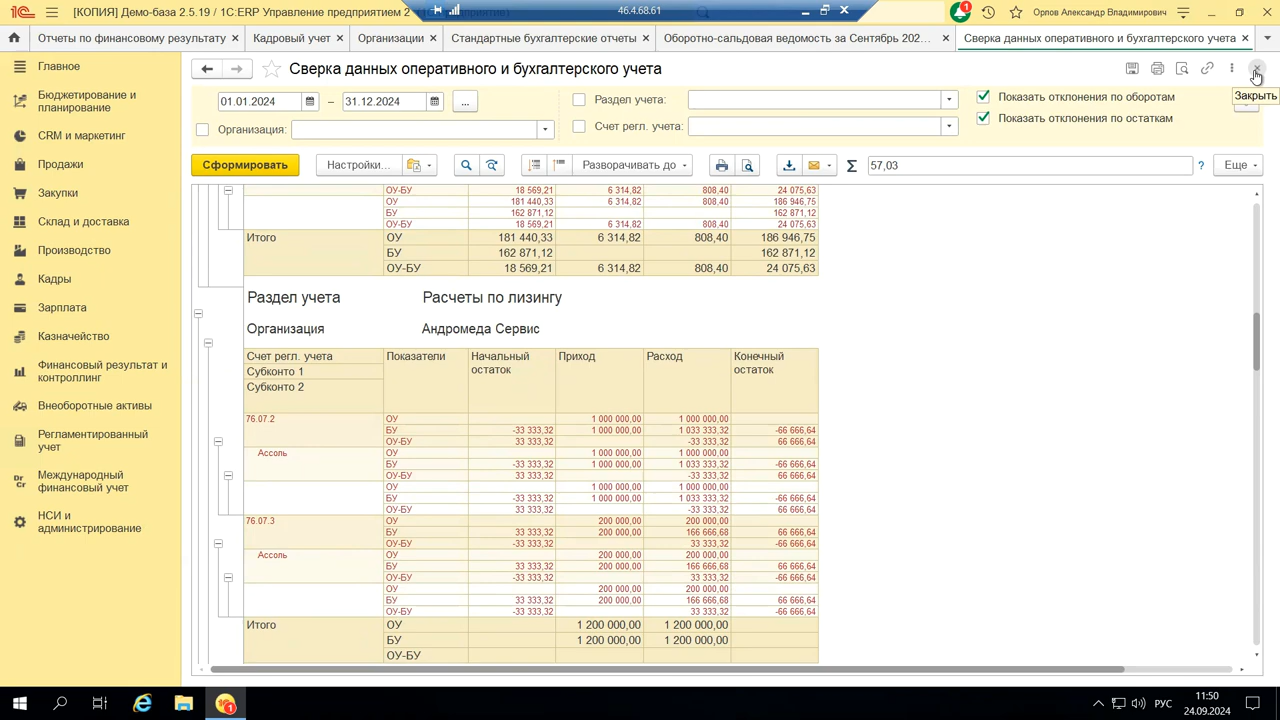 [КОПИЯ] Демо-база 2.5.19 / 1C:ERP Управление предприятием 2
46.4.68.61
Орлов Александр Владимирович
Отчеты по финансовому результату
Кадровый учет
Организации
Стандартные бухгалтерские отчеты
Оборотно-сальдовая ведомость за Сентябрь 202...
Сверка данных оперативного и бухгалтерского учета
Главное
Бюджетирование и
планирование
CRM и маркетинг
Продажи
Закупки
Склад и доставка
Производство
Кадры
Зарплата
Казначейство
Финансовый результат и
контроллинг
Внеоборотные активы
Регламентированный
учет
Международный
финансовый учет
НСИ и
администрирование
Сверка данных оперативного и бухгалтерского учета
Закрыть
01.01.2024 – 31.12.2024 ...
Раздел учета:
Показать отклонения по оборотам
Организация:
Счет регл. учета:
Показать отклонения по остаткам
Сформировать Настройки... Разворачивать до Σ 57,03 ? Еще
ОУ-БУ 18 569,21 6 314,82 808,40 24 075,63
ОУ 181 440,33 6 314,82 808,40 186 946,75
БУ 162 871,12 162 871,12
ОУ-БУ 18 569,21 6 314,82 808,40 24 075,63
Итого ОУ 181 440,33 6 314,82 808,40 186 946,75
БУ 162 871,12 162 871,12
ОУ-БУ 18 569,21 6 314,82 808,40 24 075,63
Раздел учета Расчеты по лизингу
Организация Андромеда Сервис
Счет регл. учета Показатели Начальный остаток Приход Расход Конечный остаток
Субконто 1
Субконто 2
76.07.2 ОУ 1 000 000,00 1 000 000,00
БУ -33 333,32 1 000 000,00 1 033 333,32 -66 666,64
ОУ-БУ 33 333,32 -33 333,32 66 666,64
Ассоль ОУ 1 000 000,00 1 000 000,00
БУ -33 333,32 1 000 000,00 1 033 333,32 -66 666,64
ОУ-БУ 33 333,32 -33 333,32 66 666,64
ОУ 1 000 000,00 1 000 000,00
БУ -33 333,32 1 000 000,00 1 033 333,32 -66 666,64
ОУ-БУ 33 333,32 -33 333,32 66 666,64
76.07.3 ОУ 200 000,00 200 000,00
БУ 33 333,32 200 000,00 166 666,68 66 666,64
ОУ-БУ -33 333,32 33 333,32 -66 666,64
Ассоль ОУ 200 000,00 200 000,00
БУ 33 333,32 200 000,00 166 666,68 66 666,64
ОУ-БУ -33 333,32 33 333,32 -66 666,64
ОУ 200 000,00 200 000,00
БУ 33 333,32 200 000,00 166 666,68 66 666,64
ОУ-БУ -33 333,32 33 333,32 -66 666,64
Итого ОУ 1 200 000,00 1 200 000,00
БУ 1 200 000,00 1 200 000,00
ОУ-БУ
РУС
11:50
24.09.2024